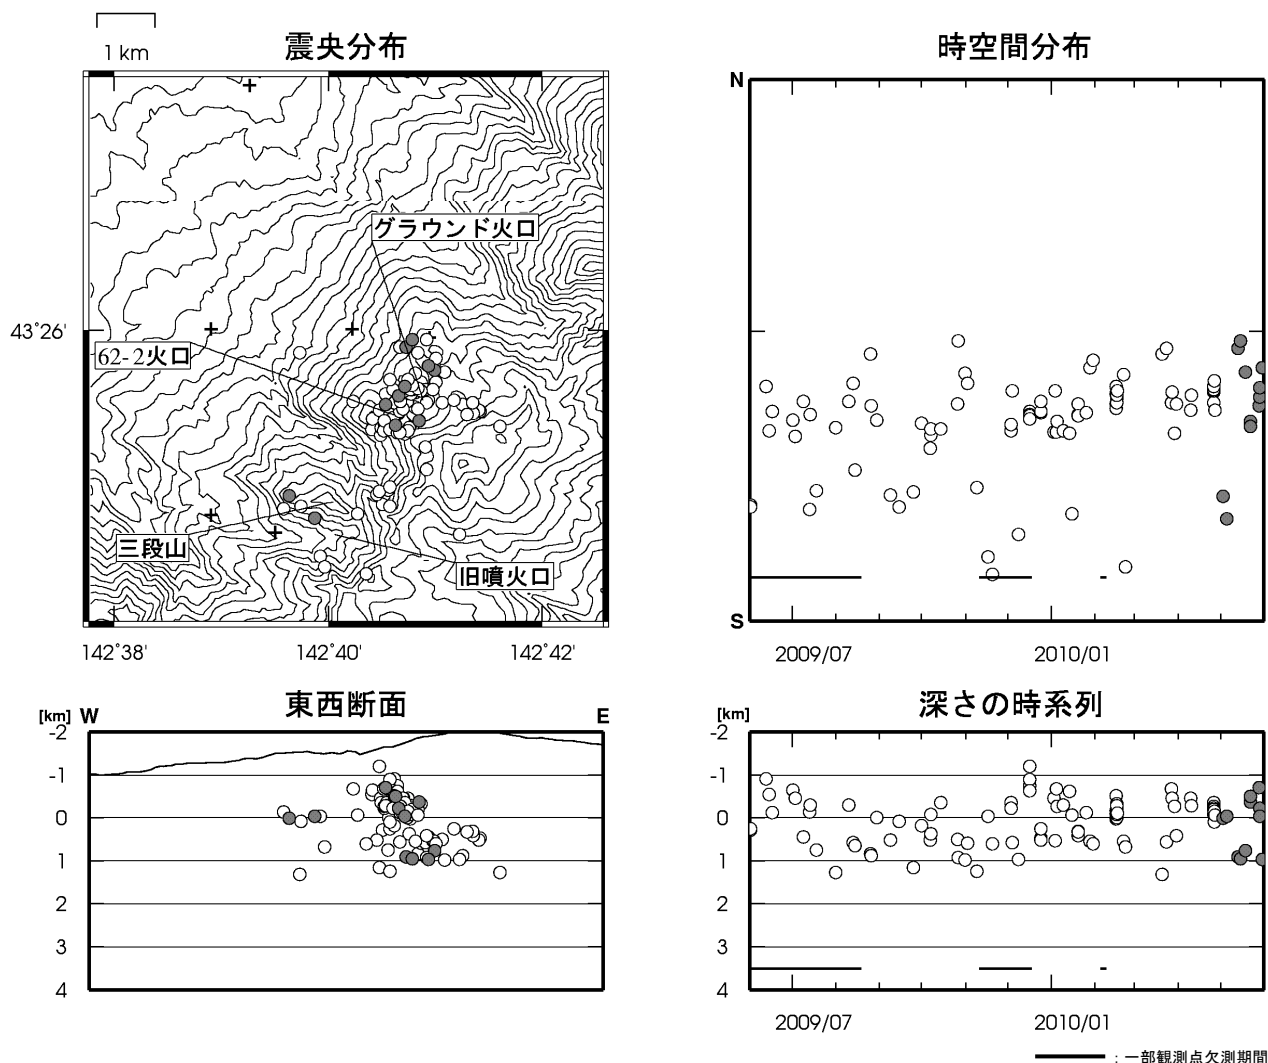 1 km
震央分布
グラウンド火口
43˚26'
62-2火口
三段山
旧噴火口
142˚38'
142˚40'
142˚42'
時空間分布
N
S
2009/07
2010/01
東西断面
[km]
W
E
-2
-1
0
1
2
3
4
深さの時系列
[km]
-2
-1
0
1
2
3
4
2009/07
2010/01
：一部観測点欠測期間